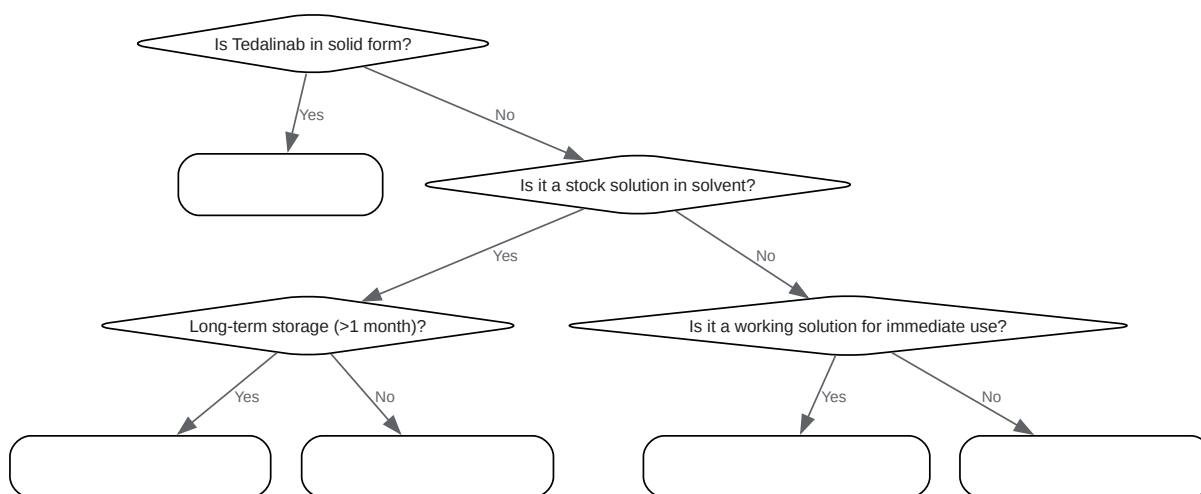 Is Tedalinab in solid form?
Yes
No
Is it a stock solution in solvent?
Yes
No
Long-term storage (>1 month)?
Is it a working solution for immediate use?
Yes
No
Yes
No